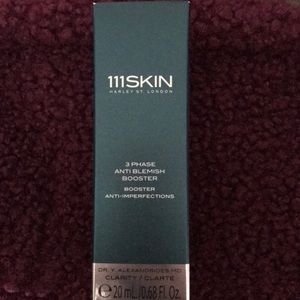 111SKIN
HARLEY ST. LONDON
3 PHASE
ANTI BLEMISH
BOOSTER
BOOSTER
ANTI-IMPERFECTIONS
DR. Y. ALEXANDRIDES MD
CLARITY / CLARTÉ
℮ 20 mL /0.68 Fl. Oz.